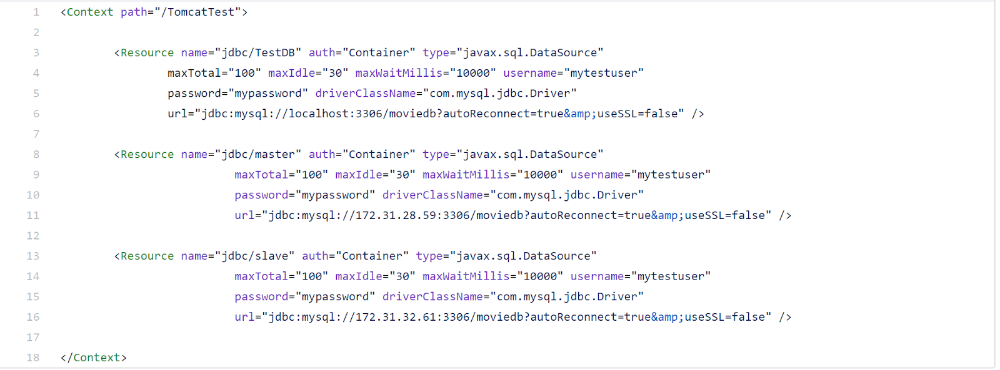 1 <Context path="/TomcatTest">
2
3 <Resource name="jdbc/TestDB" auth="Container" type="javax.sql.DataSource"
4 maxTotal="100" maxIdle="30" maxWaitMillis="10000" username="mytestuser"
5 password="mypassword" driverClassName="com.mysql.jdbc.Driver"
6 url="jdbc:mysql://localhost:3306/moviedb?autoReconnect=true&amp;useSSL=false" />
7
8 <Resource name="jdbc/master" auth="Container" type="javax.sql.DataSource"
9 maxTotal="100" maxIdle="30" maxWaitMillis="10000" username="mytestuser"
10 password="mypassword" driverClassName="com.mysql.jdbc.Driver"
11 url="jdbc:mysql://172.31.28.59:3306/moviedb?autoReconnect=true&amp;useSSL=false" />
12
13 <Resource name="jdbc/slave" auth="Container" type="javax.sql.DataSource"
14 maxTotal="100" maxIdle="30" maxWaitMillis="10000" username="mytestuser"
15 password="mypassword" driverClassName="com.mysql.jdbc.Driver"
16 url="jdbc:mysql://172.31.32.61:3306/moviedb?autoReconnect=true&amp;useSSL=false" />
17
18 </Context>